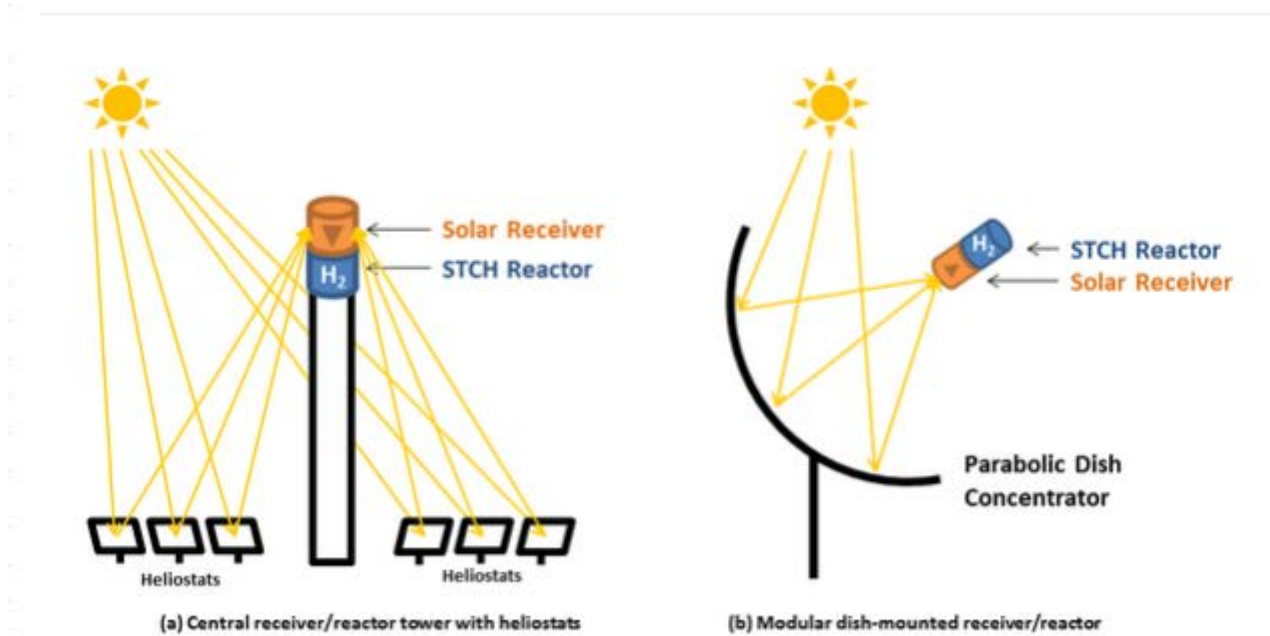 Solar Receiver
STCH Reactor
H₂
Heliostats
Heliostats
(a) Central receiver/reactor tower with heliostats
H₂
STCH Reactor
Solar Receiver
Parabolic Dish
Concentrator
(b) Modular dish-mounted receiver/reactor